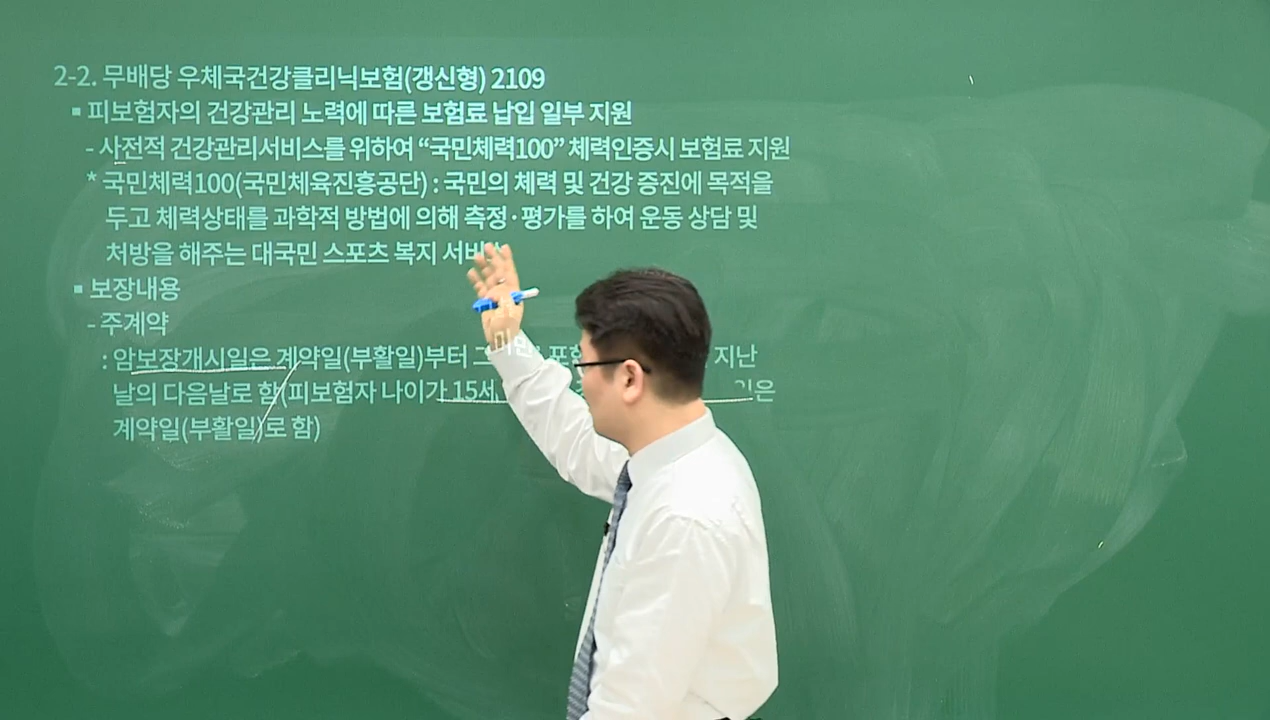 2-2. 무배당 우체국건강클리닉보험(갱신형) 2109
▪ 피보험자의 건강관리 노력에 따른 보험료 납입 일부 지원
- 사전적 건강관리서비스를 위하여 “국민체력100” 체력인증시 보험료 지원
* 국민체력100(국민체육진흥공단) : 국민의 체력 및 건강 증진에 목적을
두고 체력상태를 과학적 방법에 의해 측정·평가를 하여 운동 상담 및
처방을 해주는 대국민 스포츠 복지
▪ 보장내용
- 주계약
: 암보장개시일은 계약일(부활일)부터 지난
날의 다음날로 함(피보험자 나이가 15세
계약일(부활일)로 함)